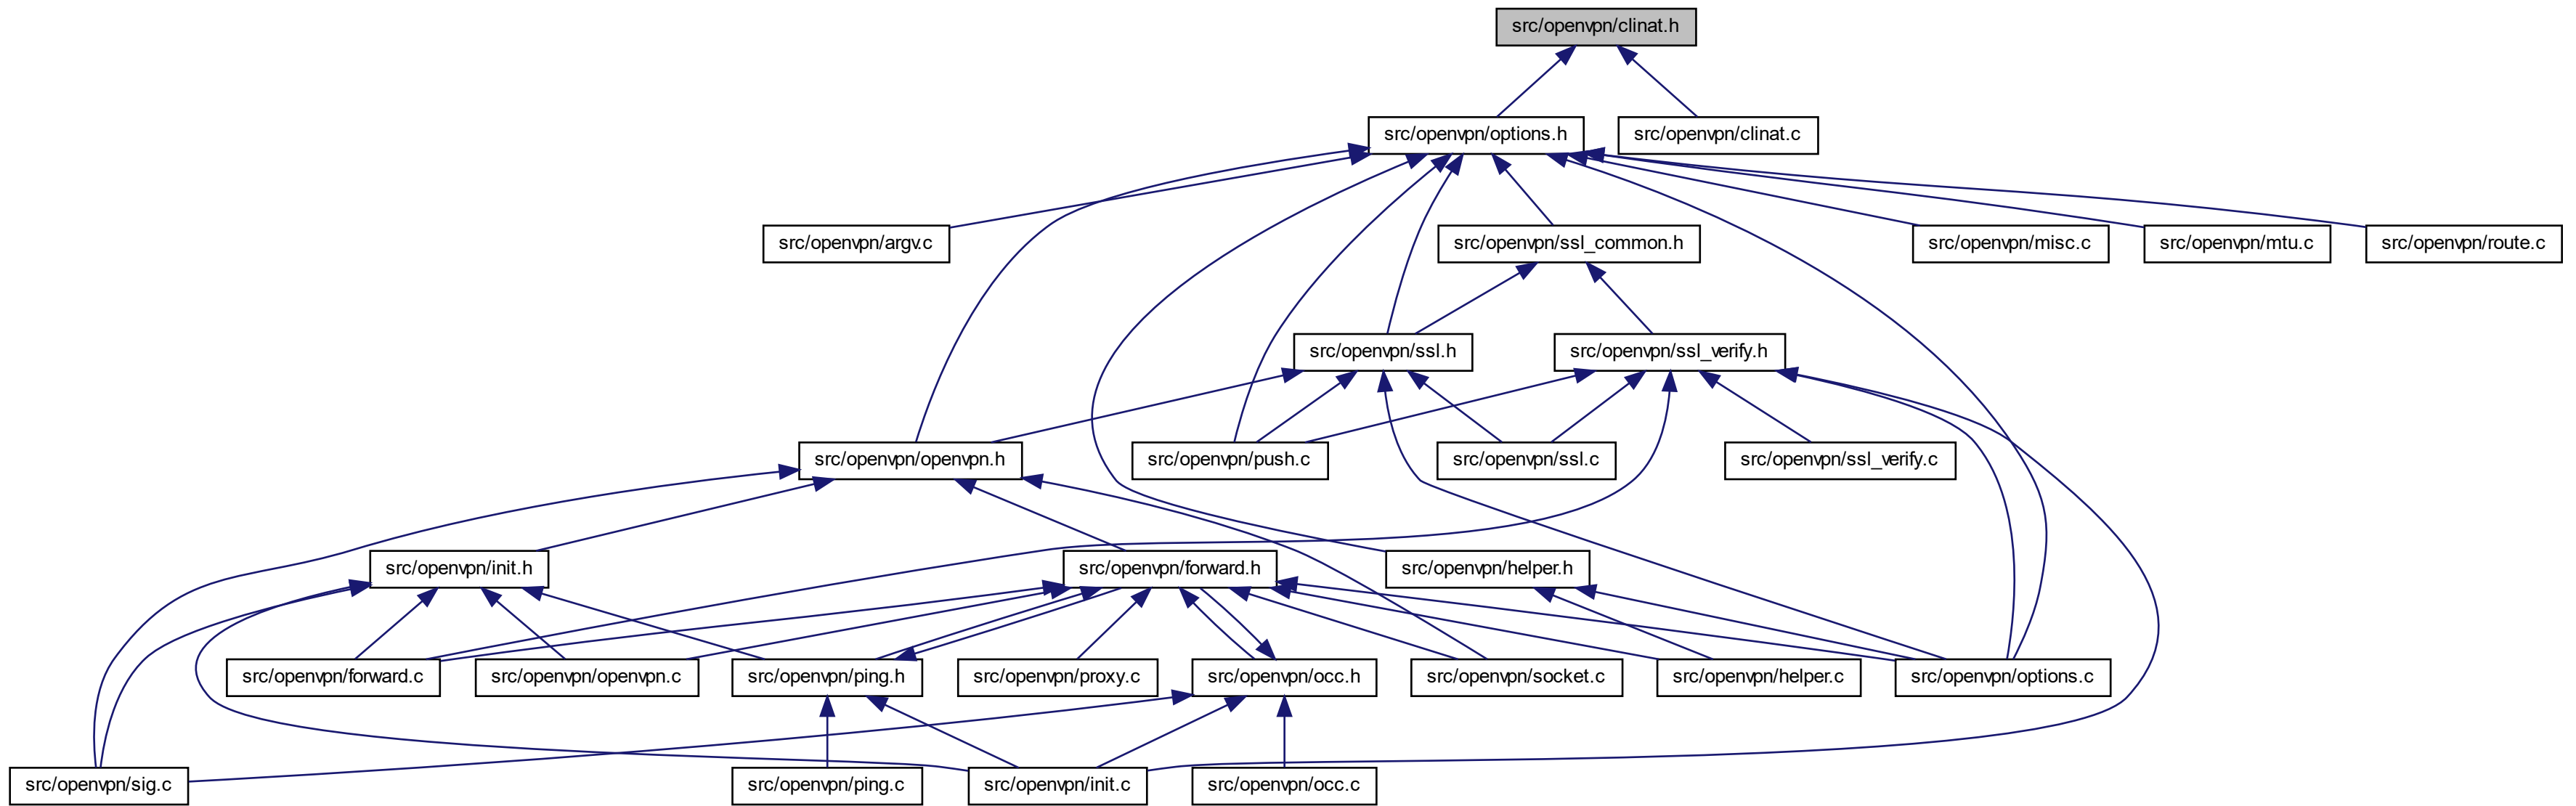 src/openvpn/clinat.h
src/openvpn/options.h
src/openvpn/clinat.c
src/openvpn/argv.c
src/openvpn/ssl_common.h
src/openvpn/misc.c
src/openvpn/mtu.c
src/openvpn/route.c
src/openvpn/ssl.h
src/openvpn/ssl_verify.h
src/openvpn/openvpn.h
src/openvpn/push.c
src/openvpn/ssl.c
src/openvpn/ssl_verify.c
src/openvpn/init.h
src/openvpn/forward.h
src/openvpn/helper.h
src/openvpn/forward.c
src/openvpn/openvpn.c
src/openvpn/ping.h
src/openvpn/proxy.c
src/openvpn/occ.h
src/openvpn/socket.c
src/openvpn/helper.c
src/openvpn/options.c
src/openvpn/sig.c
src/openvpn/ping.c
src/openvpn/init.c
src/openvpn/occ.c